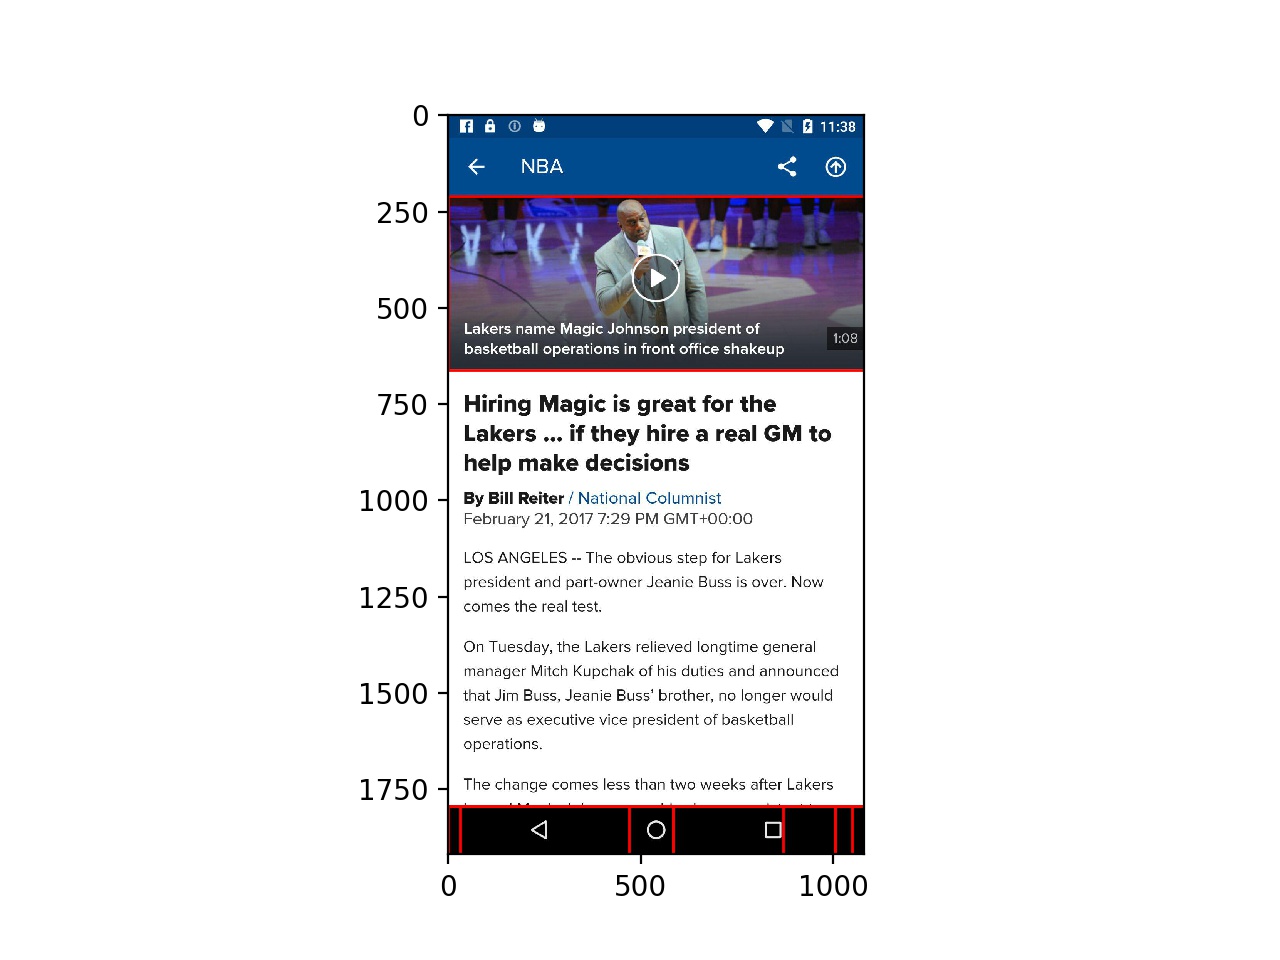 0
250
500
750
1000
1250
1500
1750
11:38
NBA
Lakers name Magic Johnson president of
basketball operations in front office shakeup
1:08
Hiring Magic is great for the
Lakers ... if they hire a real GM to
help make decisions
By Bill Reiter / National Columnist
February 21, 2017 7:29 PM GMT+00:00
LOS ANGELES -- The obvious step for Lakers
president and part-owner Jeanie Buss is over. Now
comes the real test.
On Tuesday, the Lakers relieved longtime general
manager Mitch Kupchak of his duties and announced
that Jim Buss, Jeanie Buss' brother, no longer would
serve as executive vice president of basketball
operations.
The change comes less than two weeks after Lakers
0
500
1000